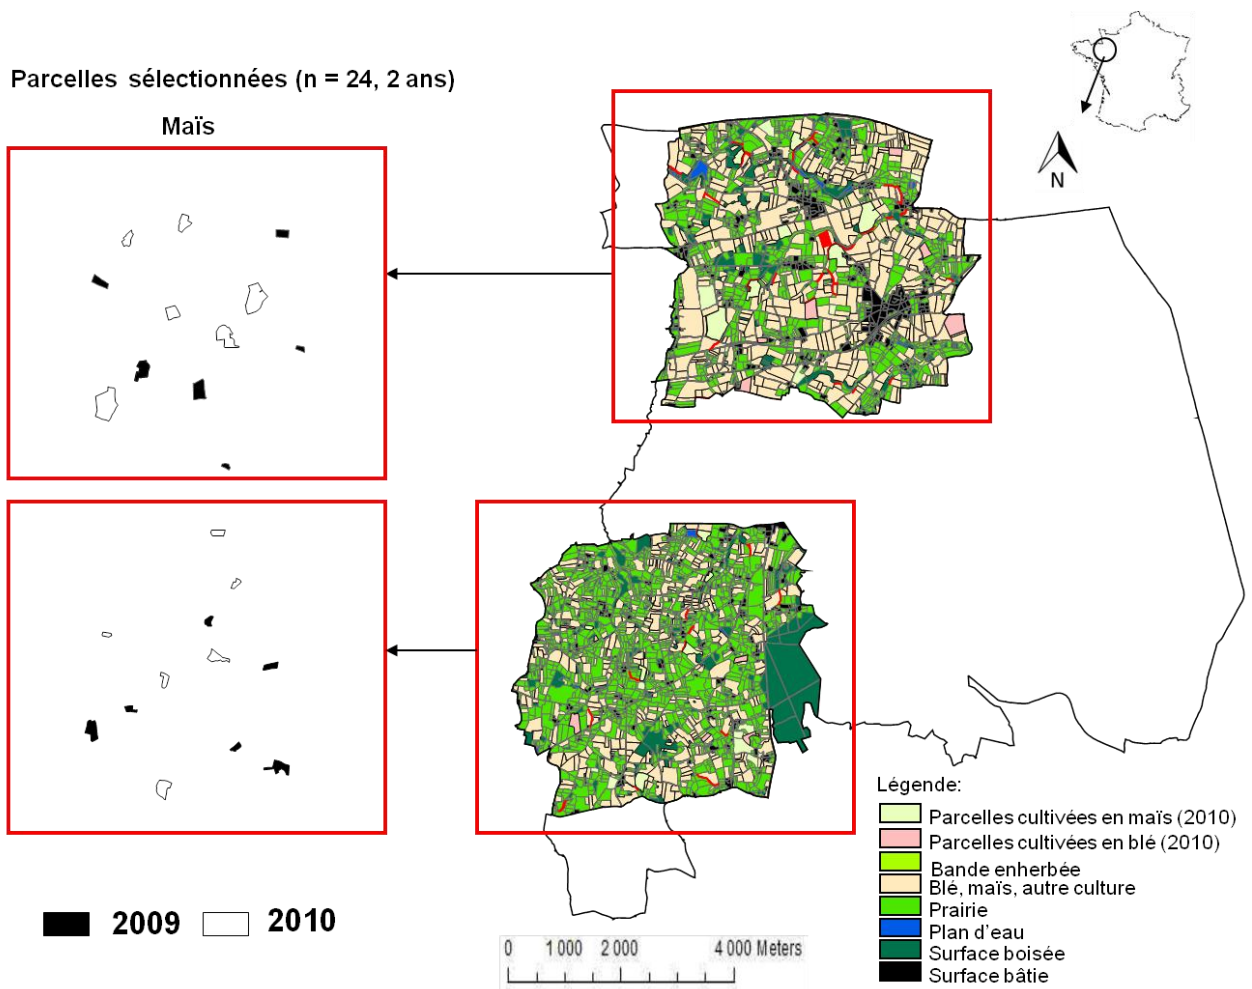 Parcelles sélectionnées (n = 24, 2 ans)
Maïs
N
Légende:
Parcelles cultivées en maïs (2010)
Parcelles cultivées en blé (2010)
Bande enherbée
Blé, maïs, autre culture
Prairie
Plan d'eau
Surface boisée
Surface bâtie
2009 2010
0 1 000 2 000 4 000 Meters